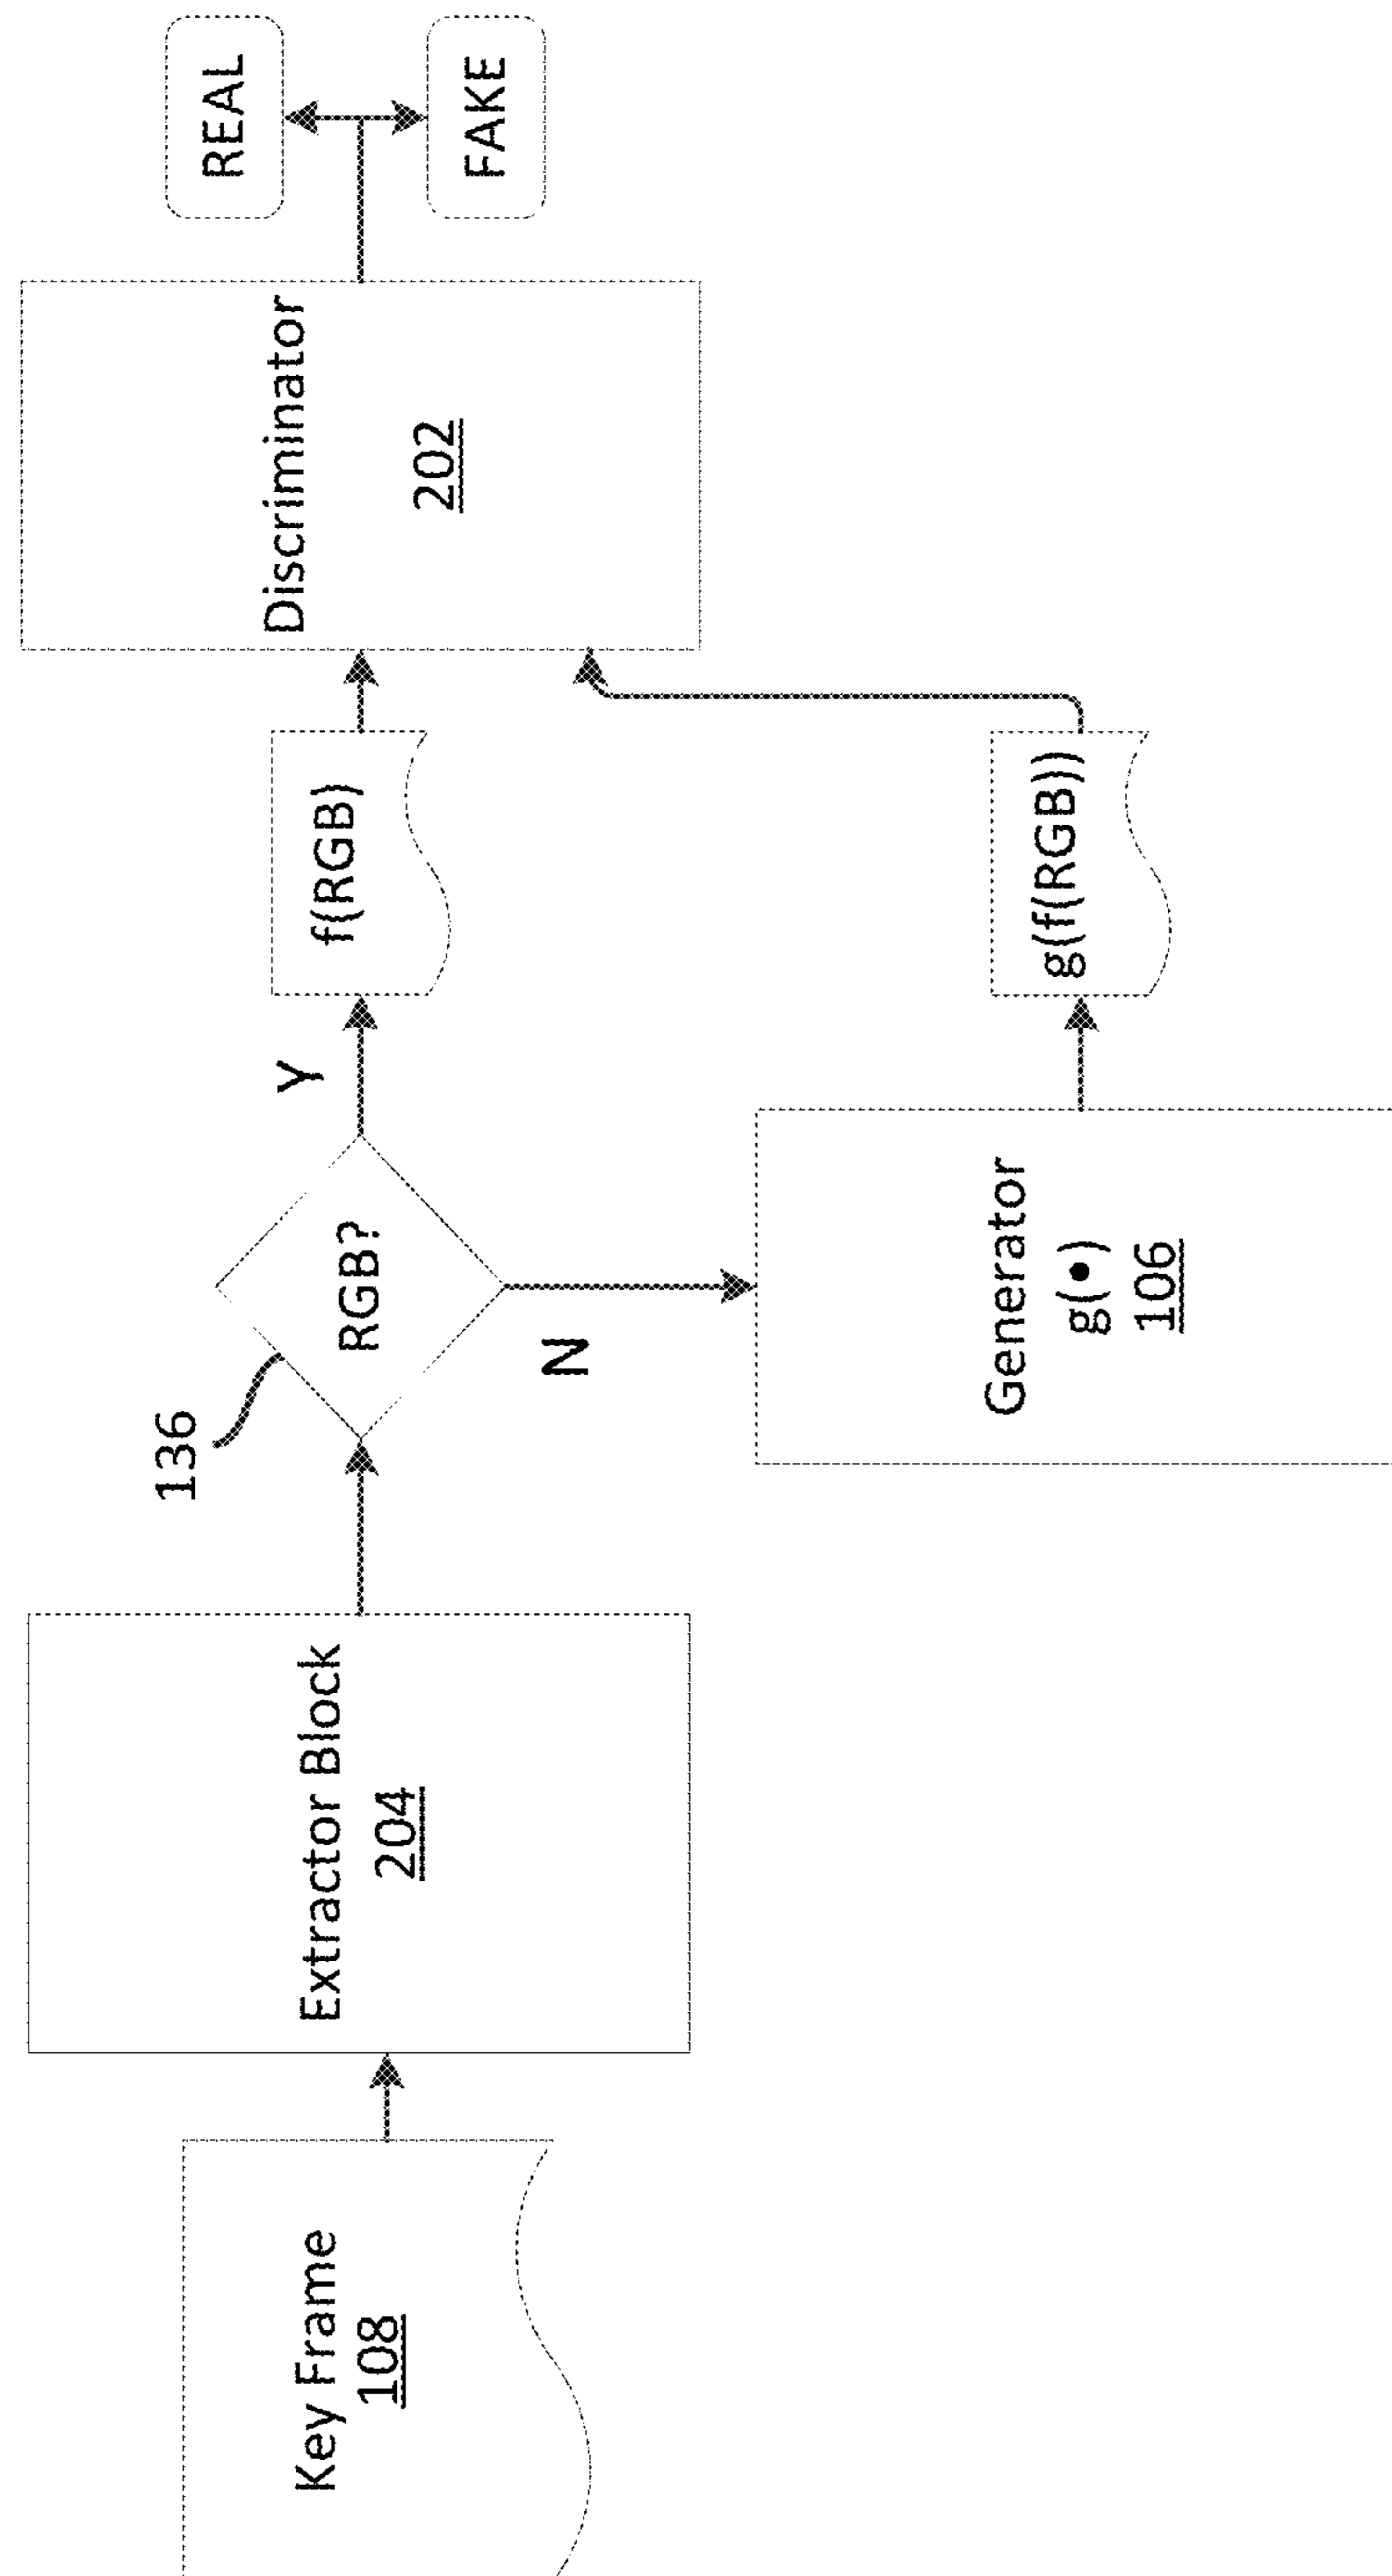 Key Frame
108
Extractor Block
204
136
RGB?
Y
N
f(RGB)
Generator
g(•)
106
g(f(RGB))
Discriminator
202
REAL
FAKE